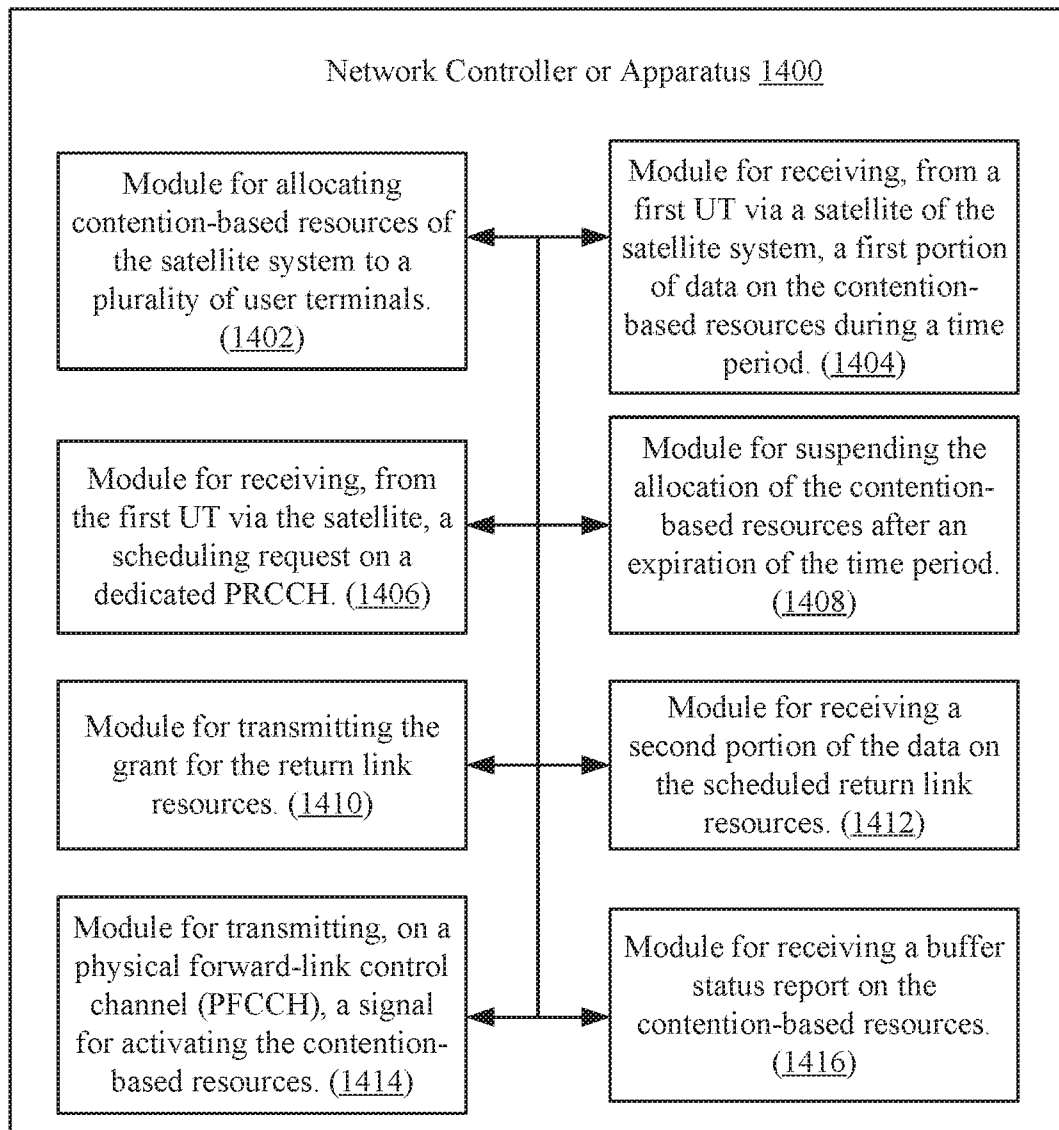 Network Controller or Apparatus 1400
Module for allocating
contention-based resources of
the satellite system to a
plurality of user terminals.
(1402)
Module for receiving, from a
first UT via a satellite of the
satellite system, a first portion
of data on the contention-
based resources during a time
period. (1404)
Module for receiving, from
the first UT via the satellite, a
scheduling request on a
dedicated PRCCH. (1406)
Module for suspending the
allocation of the contention-
based resources after an
expiration of the time period.
(1408)
Module for transmitting the
grant for the return link
resources. (1410)
Module for receiving a
second portion of the data on
the scheduled return link
resources. (1412)
Module for transmitting, on a
physical forward-link control
channel (PFCCH), a signal
for activating the contention-
based resources. (1414)
Module for receiving a buffer
status report on the
contention-based resources.
(1416)